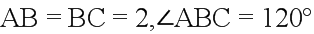 AB = BC = 2,∠ABC = 120°